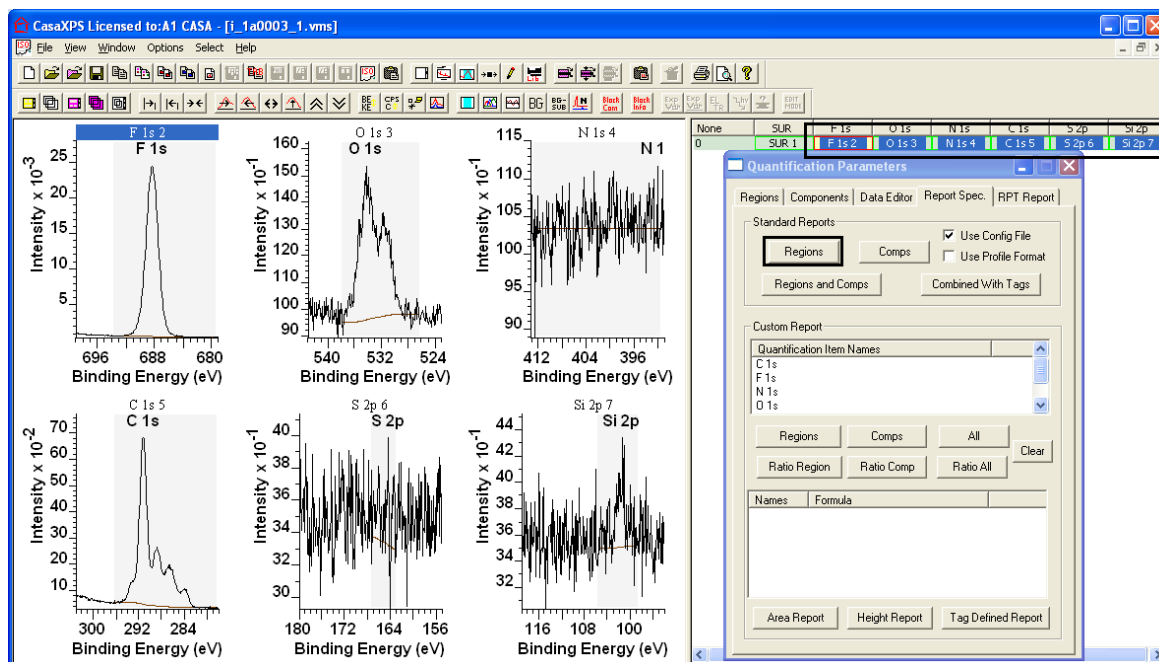 CasaXPS Licensed to:A1 CASA - [i_1a0003_1.vms]
File View Window Options Select Help
F 1s 2
F 1s
Intensity x 10-3
25
20
15
10
5
696 688 680
Binding Energy (eV)
O 1s 3
O 1s
Intensity x 10-1
160
150
140
130
120
110
100
90
540 532 524
Binding Energy (eV)
N 1s 4
N 1
Intensity x 10-1
115
110
105
100
95
90
412 404 396
Binding Energy (eV)
C 1s 5
C 1s
Intensity x 10-2
70
60
50
40
30
20
10
300 292 284
Binding Energy (eV)
S 2p 6
S 2p
Intensity x 10-1
40
38
36
34
33
31
30
180 172 164 156
Binding Energy (eV)
Si 2p 7
Si 2p
Intensity x 10-1
44
42
40
38
36
34
32
116 108 100
Binding Energy (eV)
None SUR F 1s O 1s N 1s C 1s S 2p Si 2p
0 SUR 1 F 1s 2 O 1s 3 N 1s 4 C 1s 5 S 2p 6 Si 2p 7
Quantification Parameters
Regions Components Data Editor Report Spec. RPT Report
Standard Reports
Regions Comps Use Config File
Use Profile Format
Regions and Comps Combined With Tags
Custom Report
Quantification Item Names
C 1s
F 1s
N 1s
O 1s
Regions Comps All
Clear
Ratio Region Ratio Comp Ratio All
Names Formula
Area Report Height Report Tag Defined Report